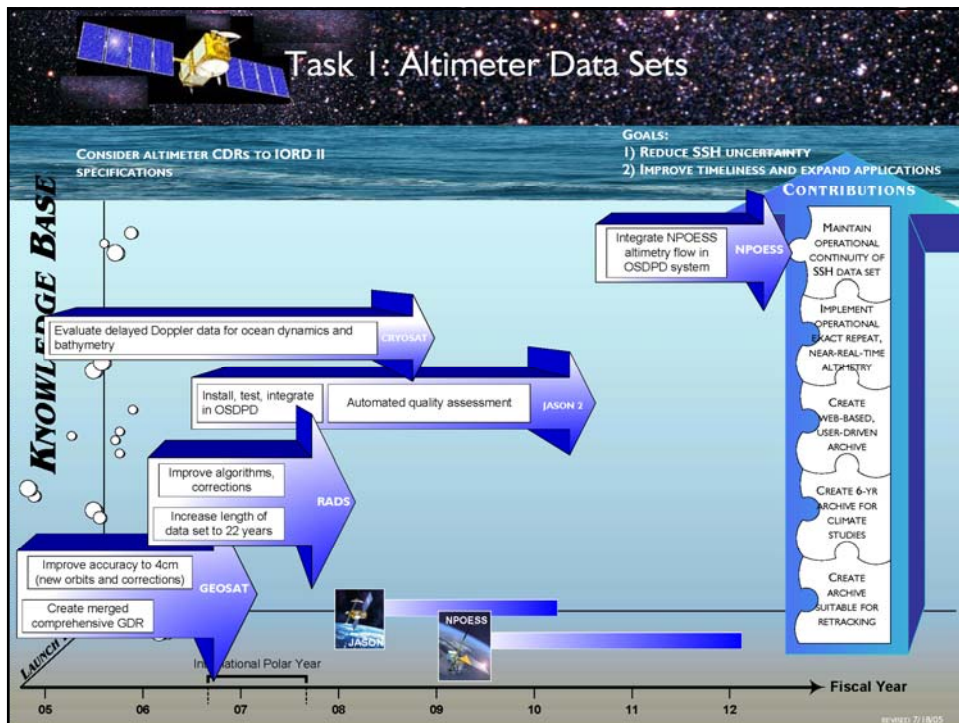 Task 1: Altimeter Data Sets
CONSIDER ALTIMETER CDRS TO IORD II
SPECIFICATIONS
GOALS:
1) REDUCE SSH UNCERTAINTY
2) IMPROVE TIMELINESS AND EXPAND APPLICATIONS
CONTRIBUTIONS
KNOWLEDGE BASE
Integrate NPOESS
altimetry flow in
OSDPD system
NPOESS
MAINTAIN
OPERATIONAL
CONTINUITY OF
SSH DATA SET
Evaluate delayed Doppler data for ocean dynamics and
bathymetry
CRYOSAT
IMPLEMENT
OPERATIONAL
EXACT REPEAT,
NEAR-REAL-TIME
ALTIMETRY
Install, test, integrate
in OSDPD
Automated quality assessment
JASON 2
CREATE
WEB-BASED,
USER-DRIVEN
ARCHIVE
Improve algorithms,
corrections
Increase length of
data set to 22 years
RADS
CREATE 6-YR
ARCHIVE FOR
CLIMATE
STUDIES
Improve accuracy to 4cm
(new orbits and corrections)
Create merged
comprehensive GDR
GEOSAT
CREATE
ARCHIVE
SUITABLE FOR
RETRACKING
JASON
NPOESS
LAUNCH
Polar Year
Fiscal Year
05 06 07 08 09 10 11 12
REVISED 7/18/05